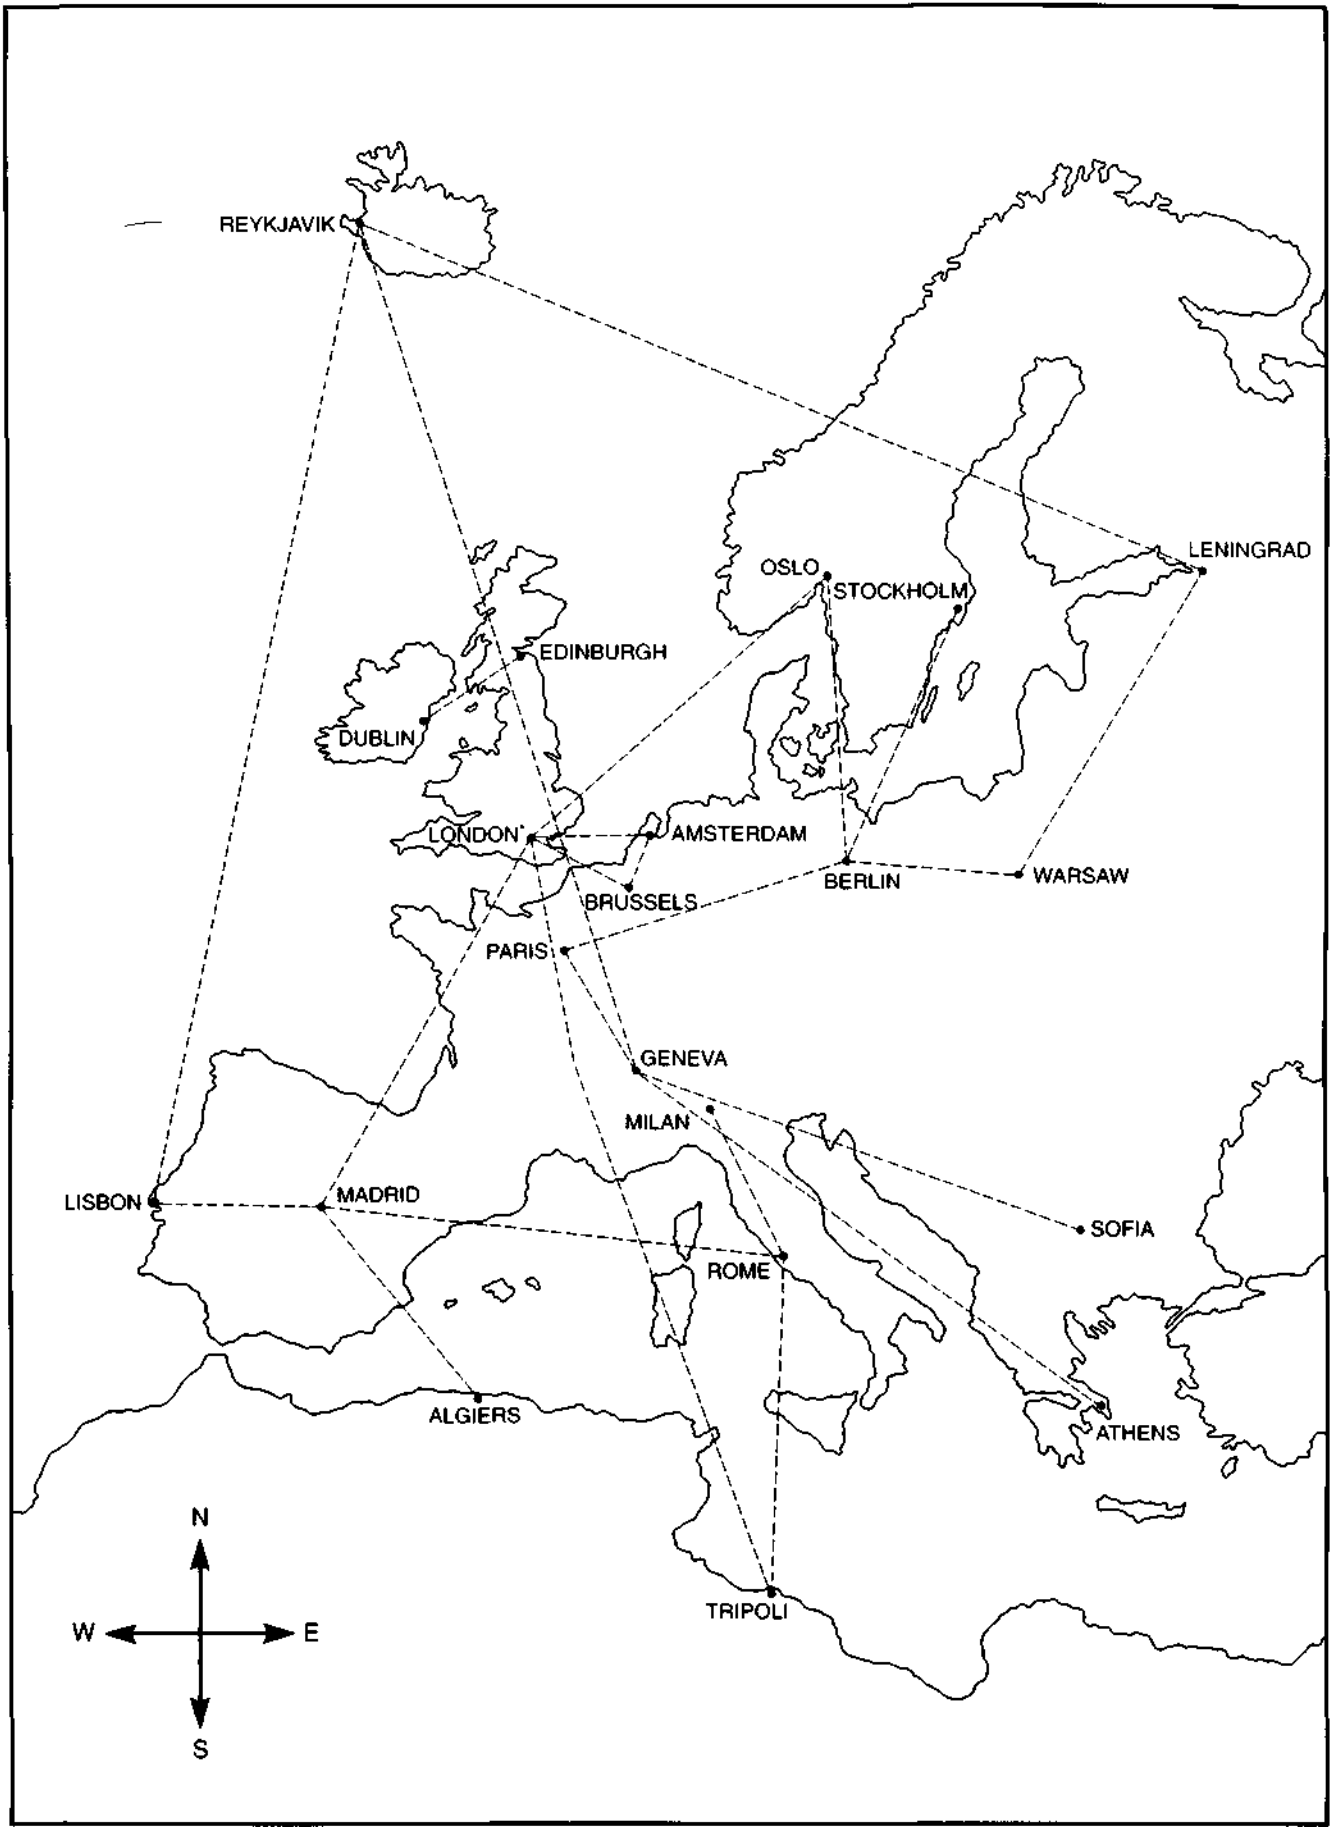 REYKJAVIK
LENINGRAD
OSLO
STOCKHOLM
EDINBURGH
DUBLIN
LONDON
AMSTERDAM
BERLIN
WARSAW
BRUSSELS
PARIS
GENEVA
MILAN
MADRID
LISBON
SOFIA
ROME
ALGIERS
ATHENS
N
TRIPOLI
W
E
S